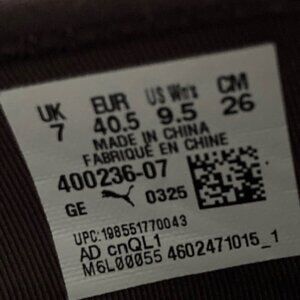 UK EUR US Wn's CM
7 40.5 9.5 26
MADE IN CHINA
FABRIQUÉ EN CHINE
400236-07
GE 0325
UPC:198551770043
AD cnQL1
M6L00055 4602471015_1